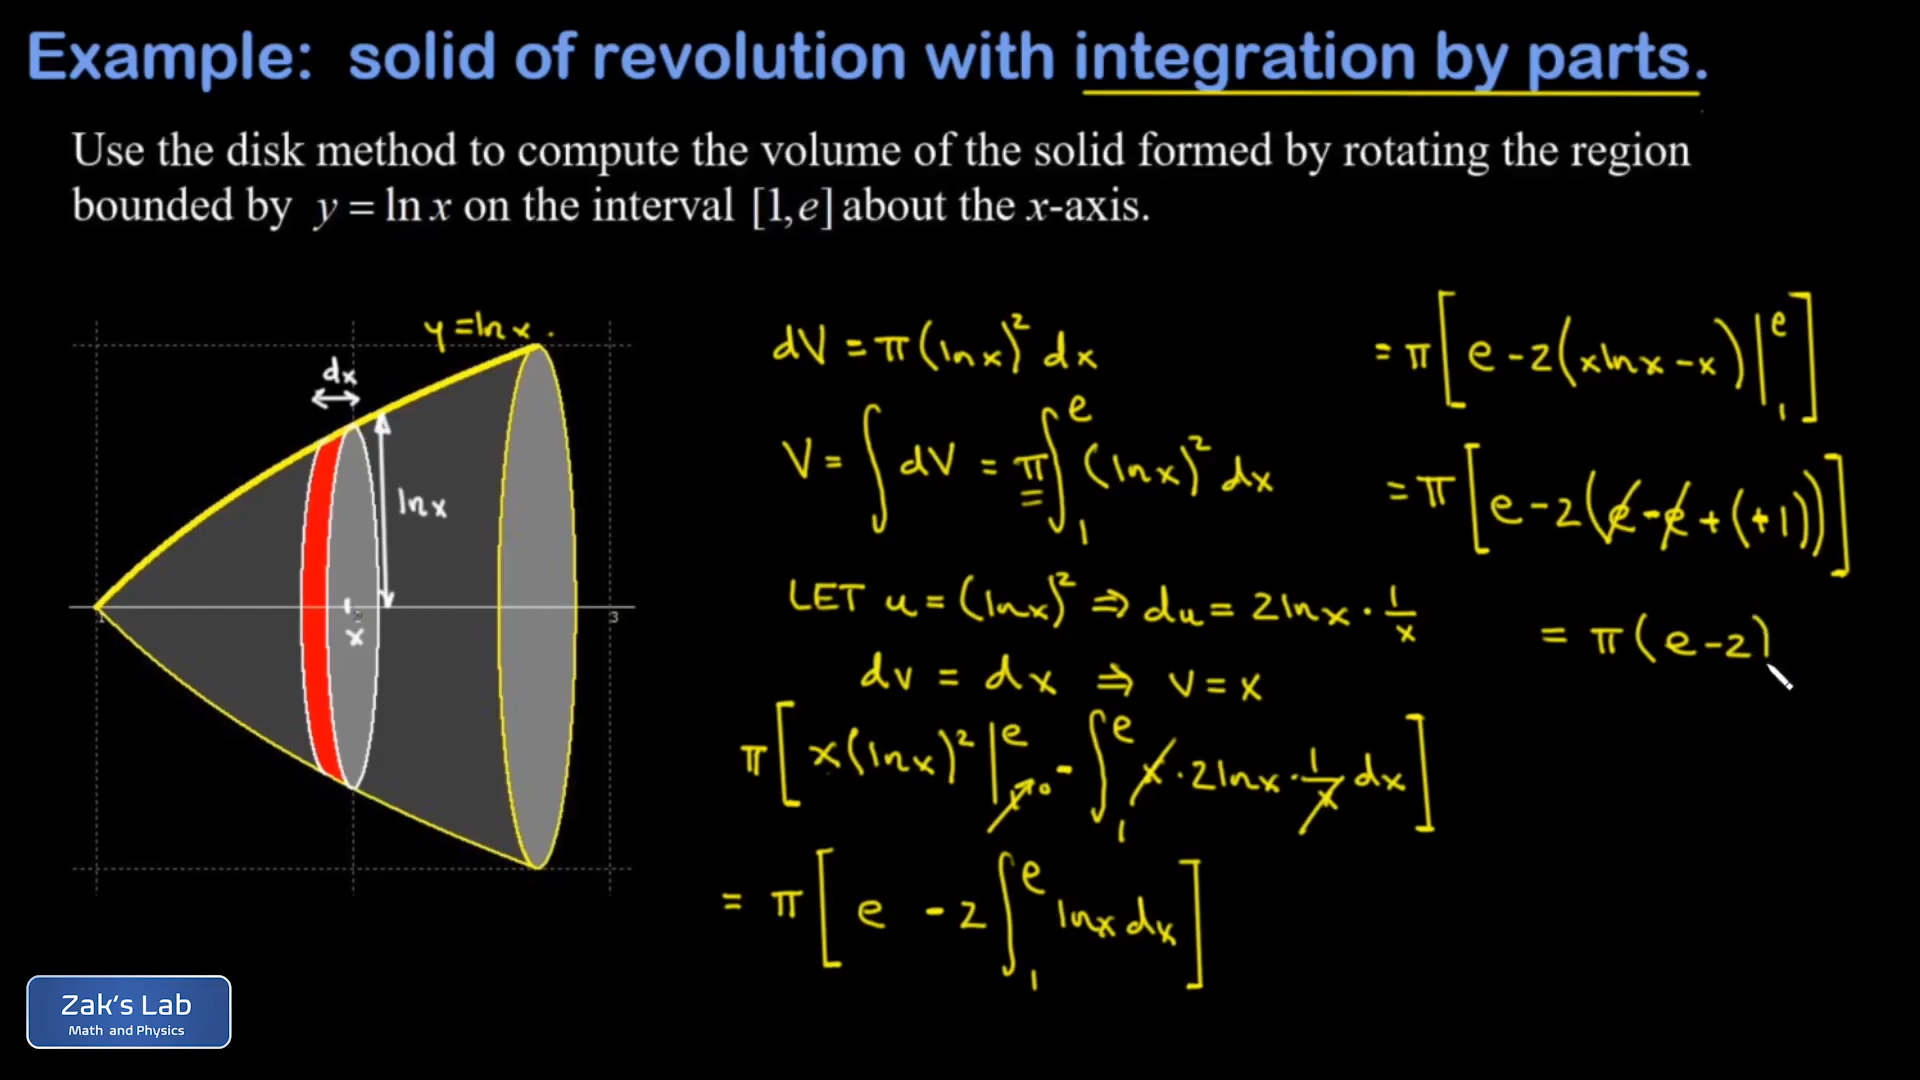 Example: solid of revolution with integration by parts.
Use the disk method to compute the volume of the solid formed by rotating the region
bounded by y = ln x on the interval [1, e] about the x-axis.
y = ln x .
dx
ln x
1
x
3
dV = π (ln x)² dx
V = ∫ dV = π ∫₁ᵉ (ln x)² dx
LET u = (ln x)² ⇒ du = 2 ln x · 1/x
dv = dx ⇒ v = x
π [ x (ln x)² |₁ᵉ ↗0 - ∫₁ᵉ x · 2 ln x · 1/x dx ]
= π [ e - 2 ∫₁ᵉ ln x dx ]
= π [ e - 2 (x ln x - x) |₁ᵉ ]
= π [ e - 2 (e - e + (+1)) ]
= π (e - 2)
Zak's Lab
Math and Physics